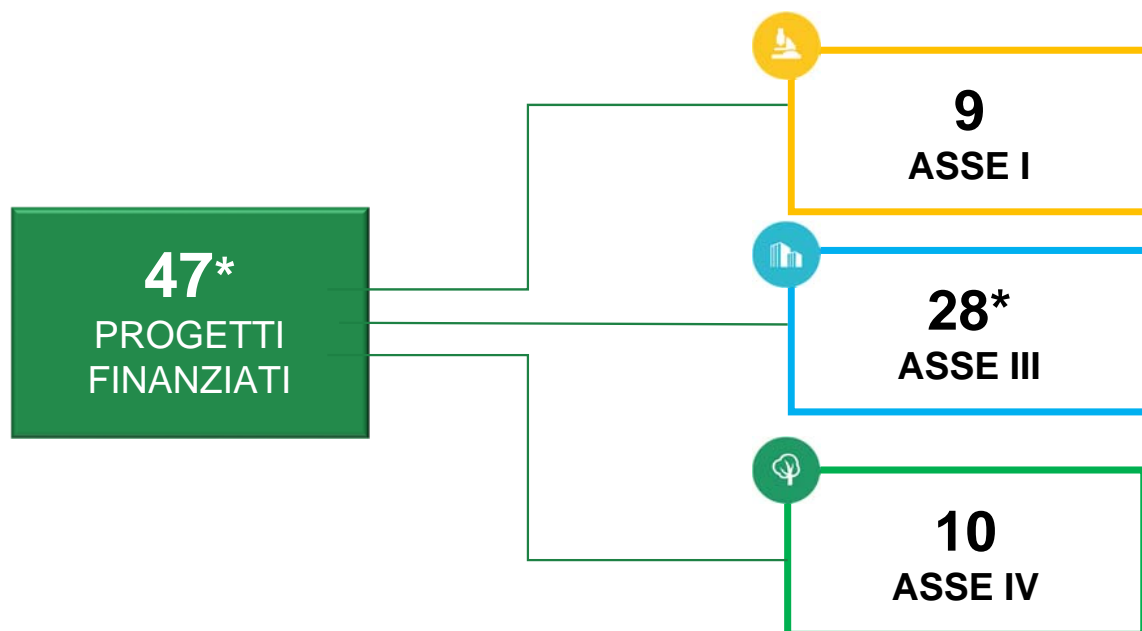 47*
PROGETTI
FINANZIATI
9
ASSE I
28*
ASSE III
10
ASSE IV